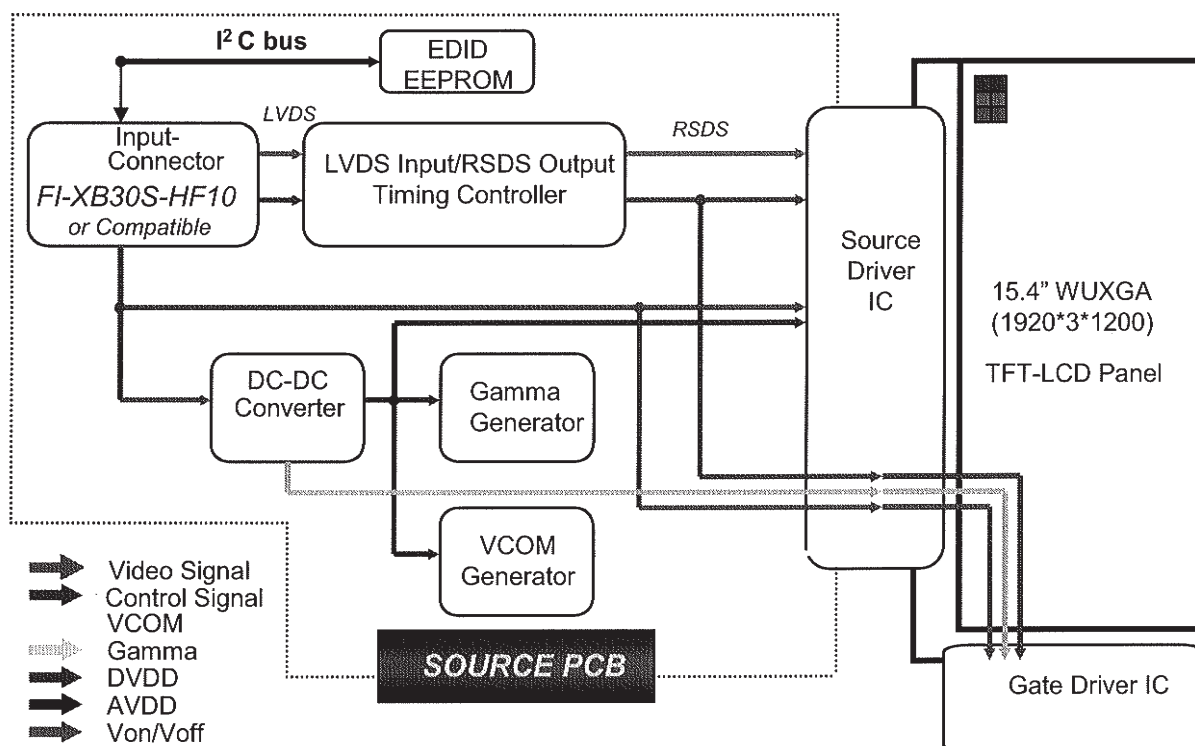 I² C bus
EDID
EEPROM
LVDS
RSDS
Input-
Connector
FI-XB30S-HF10
or Compatible
LVDS Input/RSDS Output
Timing Controller
Source
Driver
IC
15.4" WUXGA
(1920*3*1200)
TFT-LCD Panel
DC-DC
Converter
Gamma
Generator
VCOM
Generator
Video Signal
Control Signal
VCOM
Gamma
DVDD
AVDD
Von/Voff
SOURCE PCB
Gate Driver IC